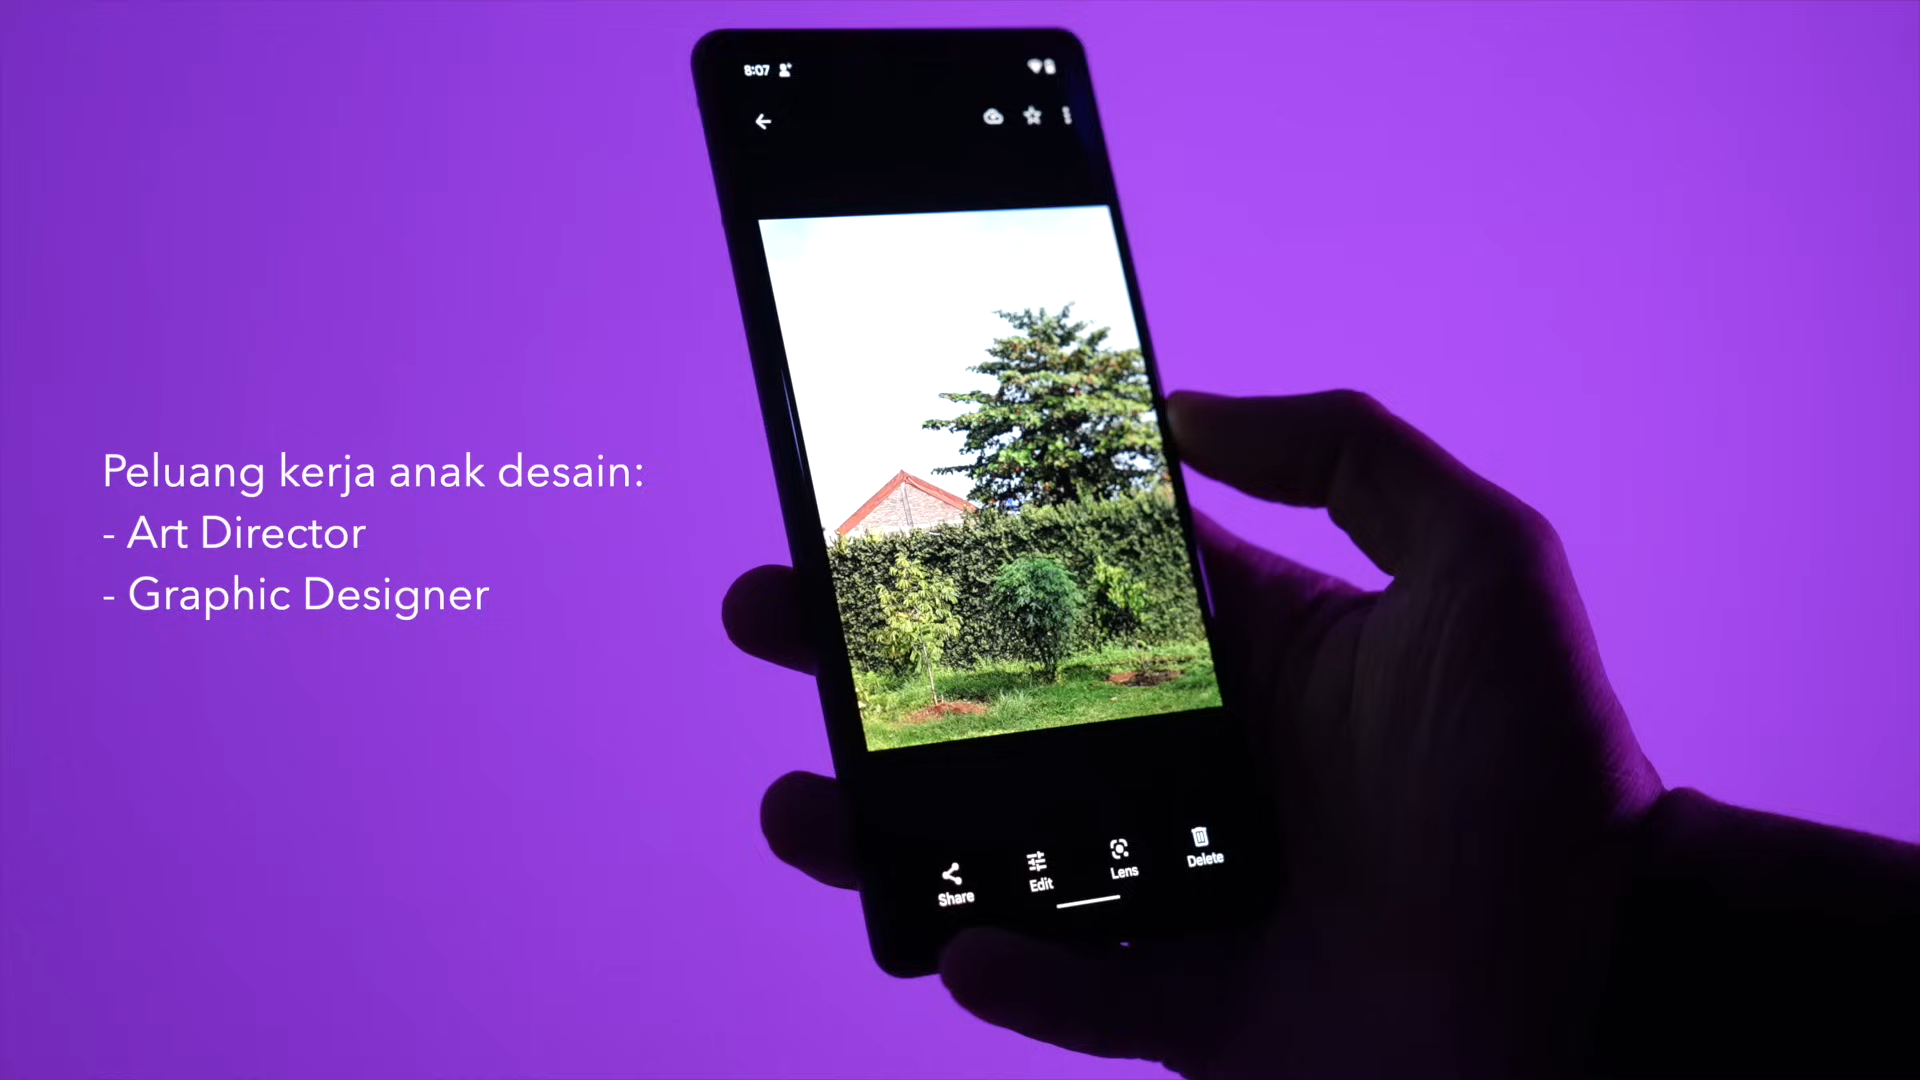 8:07
Peluang kerja anak desain:
- Art Director
- Graphic Designer
Share
Edit
Lens
Delete